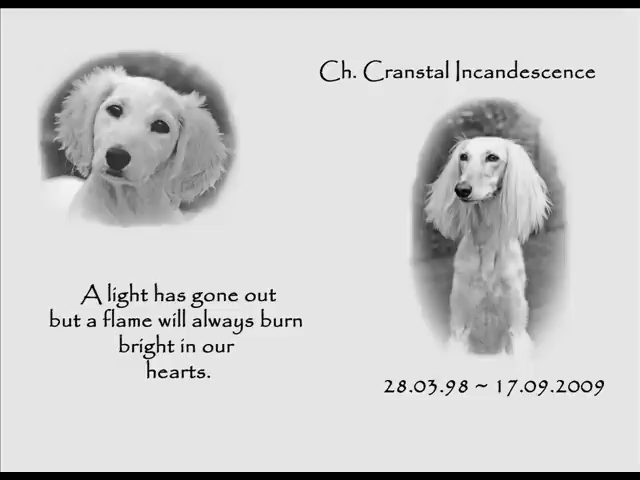 Ch. Cranstal Incandescence
A light has gone out
but a flame will always burn
bright in our
hearts.
28.03.98 ~ 17.09.2009